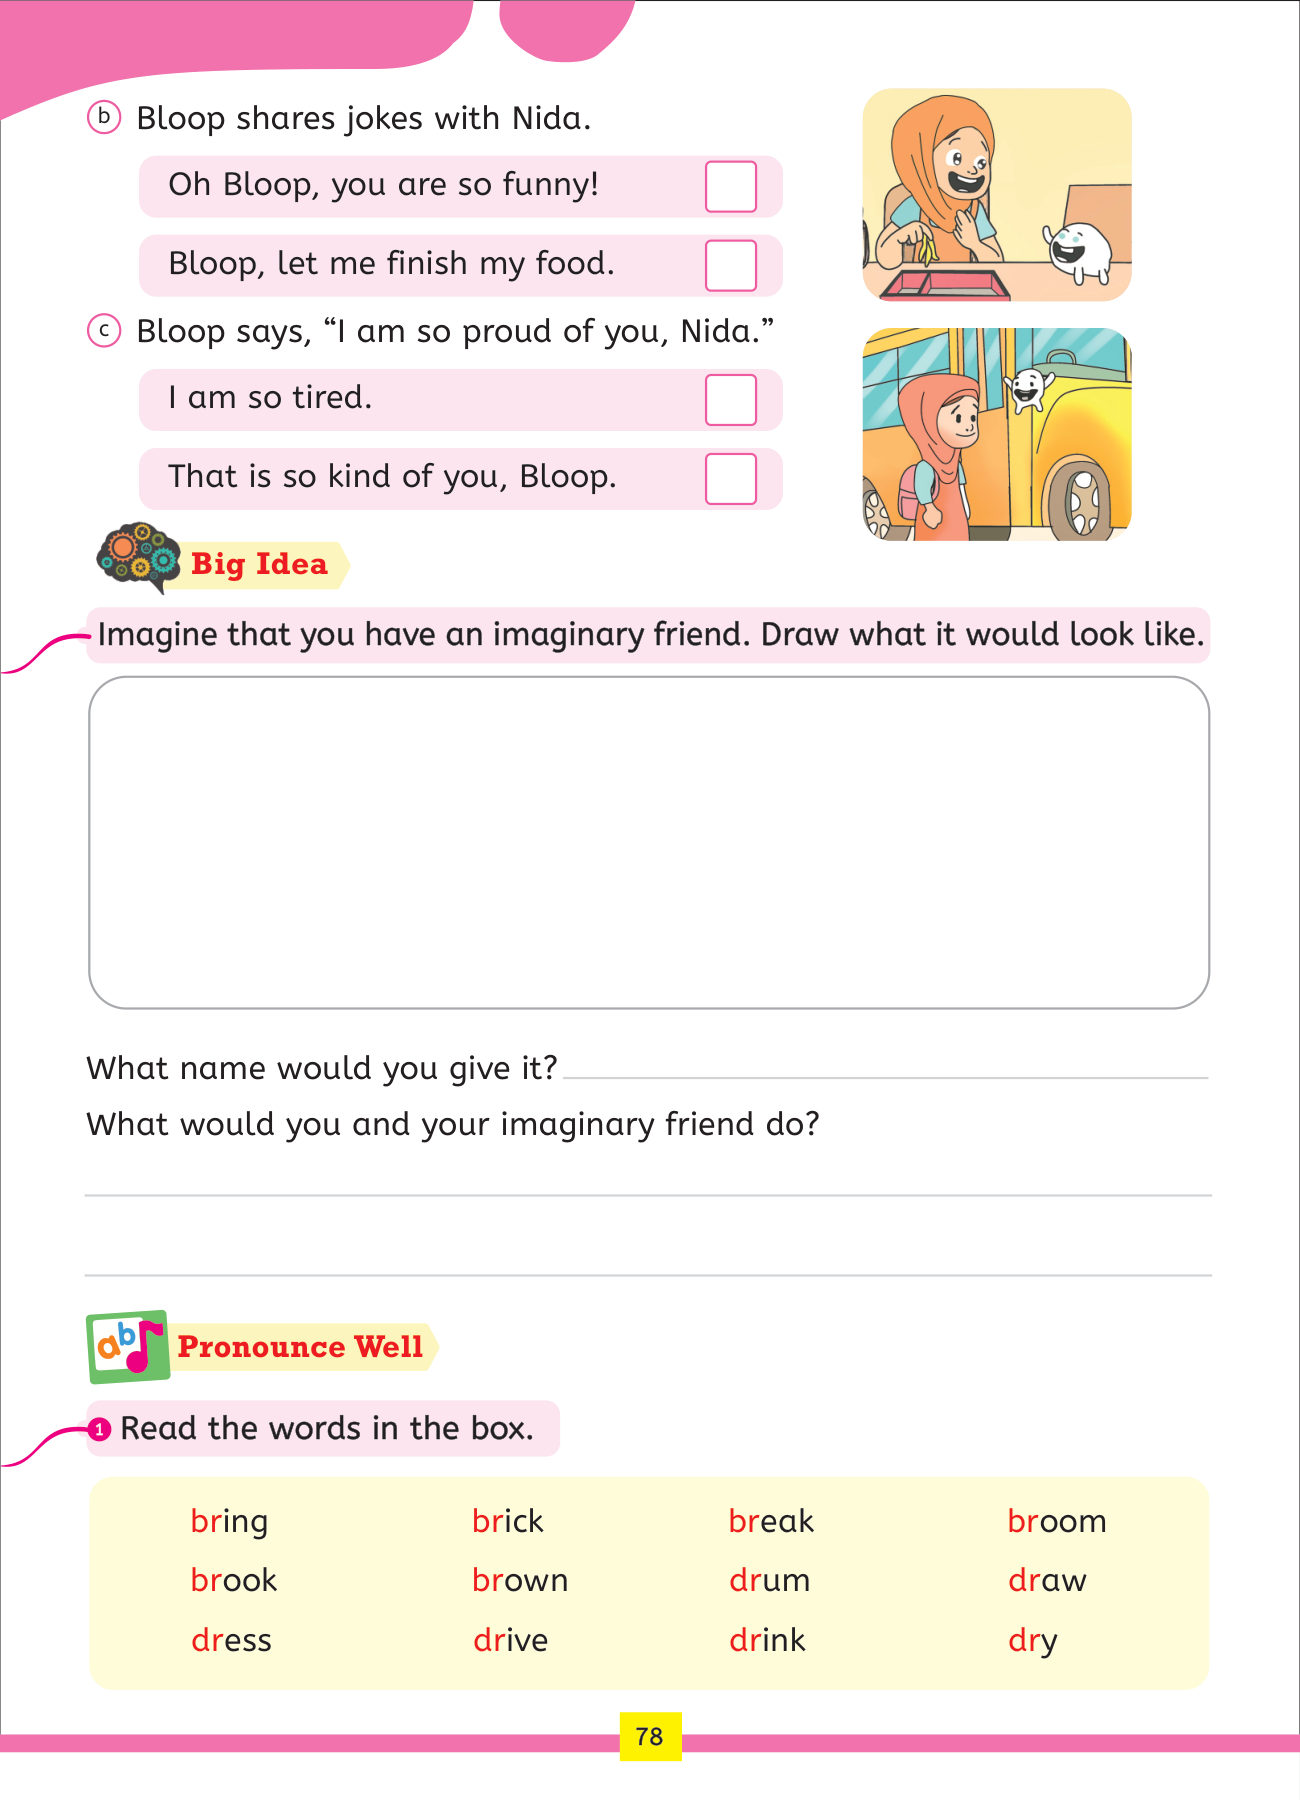 b Bloop shares jokes with Nida.
Oh Bloop, you are so funny!
Bloop, let me finish my food.
c Bloop says, “I am so proud of you, Nida.”
I am so tired.
That is so kind of you, Bloop.
Big Idea
Imagine that you have an imaginary friend. Draw what it would look like.
What name would you give it?
What would you and your imaginary friend do?
ab
Pronounce Well
1 Read the words in the box.
bring brick break broom
brook brown drum draw
dress drive drink dry
78